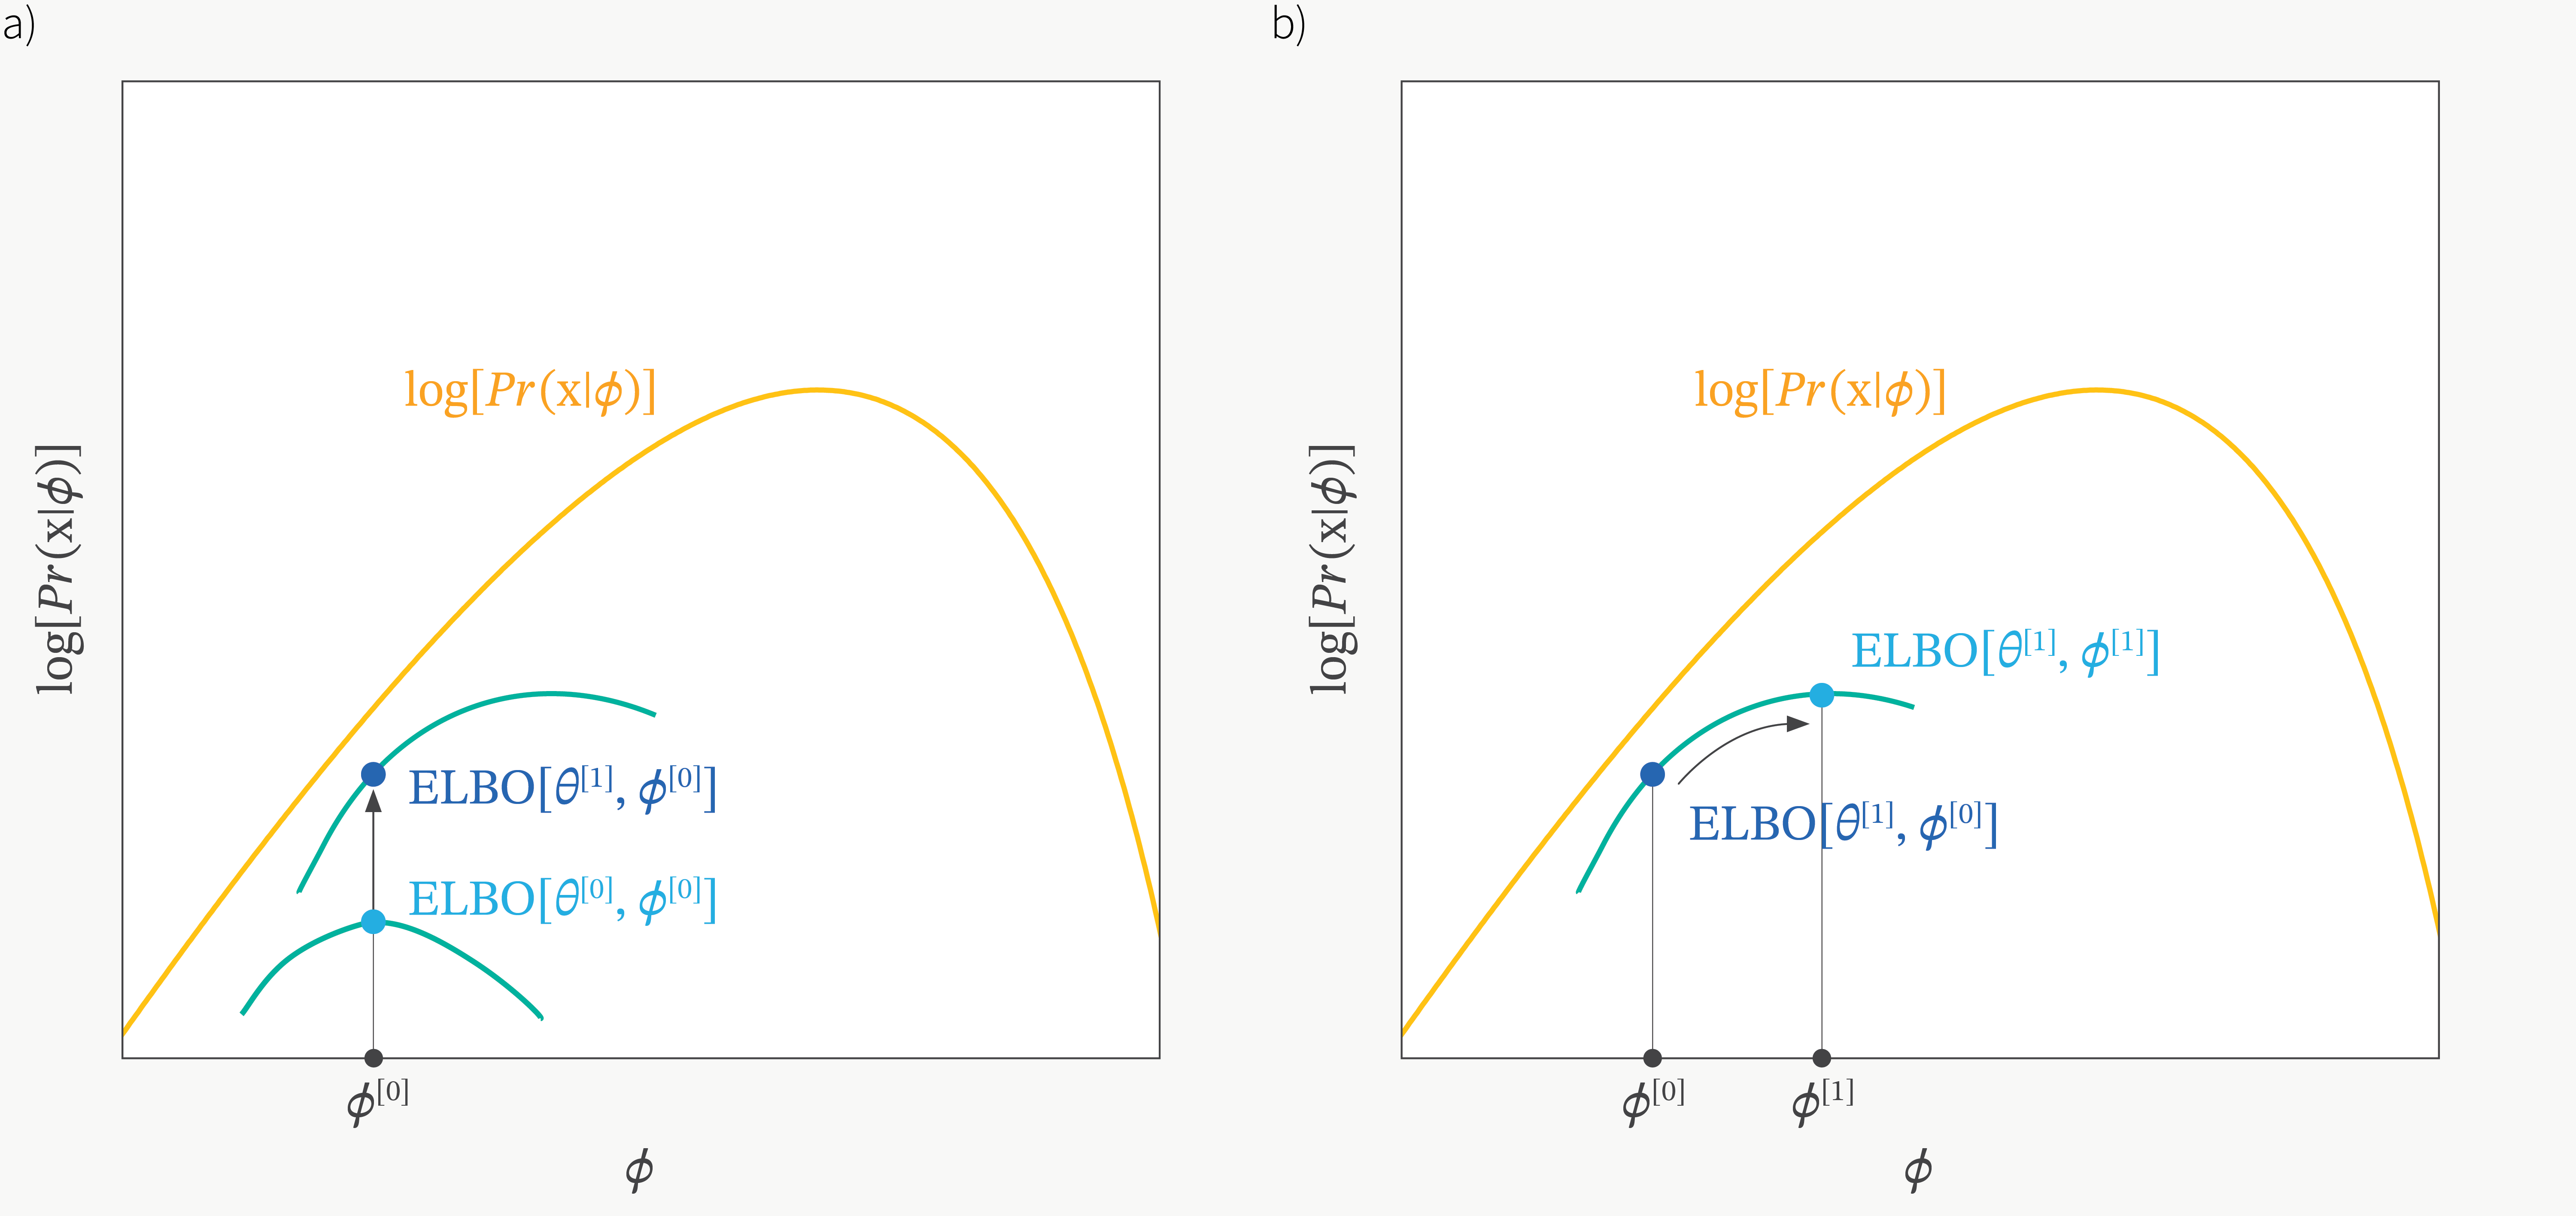 a)
log[Pr(x|ϕ)]
log[Pr(x|ϕ)]
ELBO[θ[1], ϕ[0]]
ELBO[θ[0], ϕ[0]]
ϕ[0]
ϕ
b)
log[Pr(x|ϕ)]
log[Pr(x|ϕ)]
ELBO[θ[1], ϕ[1]]
ELBO[θ[1], ϕ[0]]
ϕ[0] ϕ[1]
ϕ